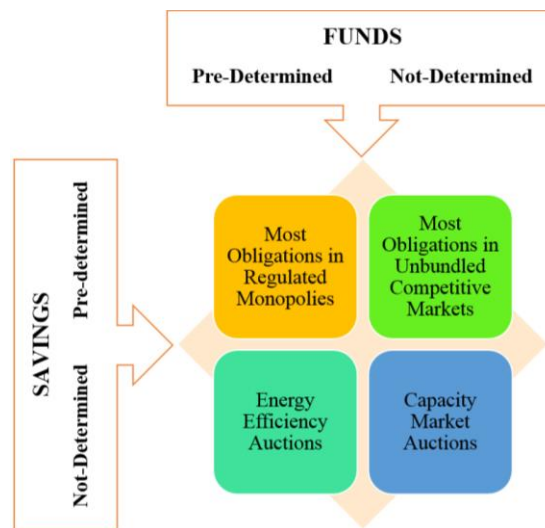 FUNDS
Pre-Determined Not-Determined
SAVINGS
Pre-determined
Not-Determined
Most
Obligations in
Regulated
Monopolies
Most
Obligations in
Unbundled
Competitive
Markets
Energy
Efficiency
Auctions
Capacity
Market
Auctions